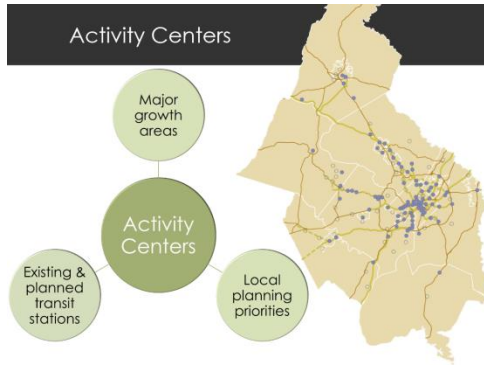 Activity Centers
Major
growth
areas
Activity
Centers
Existing &
planned
transit
stations
Local
planning
priorities